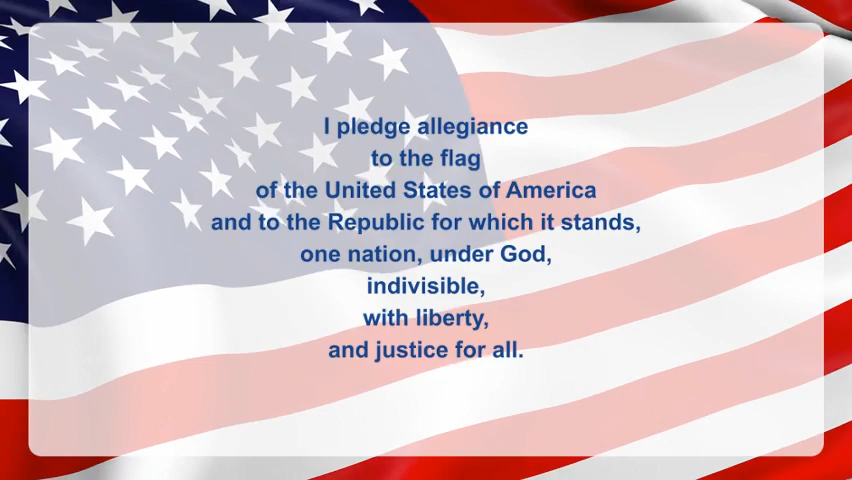 I pledge allegiance
to the flag
of the United States of America
and to the Republic for which it stands,
one nation, under God,
indivisible,
with liberty,
and justice for all.